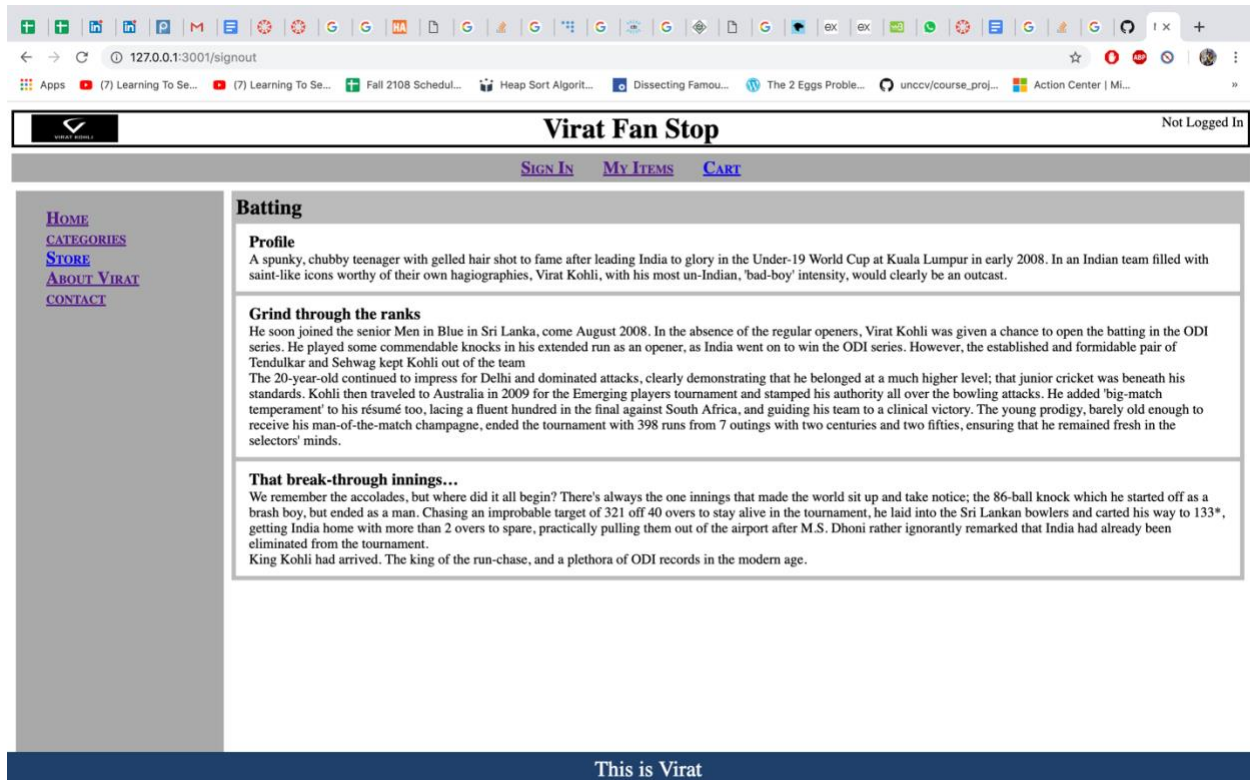 127.0.0.1:3001/signout
Apps (7) Learning To Se... (7) Learning To Se... Fall 2108 Schedul... Heap Sort Algorit... Dissecting Famou... The 2 Eggs Proble... unccv/course_proj... Action Center | Mi... »
VIRAT KOHLI
Virat Fan Stop
Not Logged In
Sign In My Items Cart
Home
categories
Store
About Virat
contact
Batting
Profile
A spunky, chubby teenager with gelled hair shot to fame after leading India to glory in the Under-19 World Cup at Kuala Lumpur in early 2008. In an Indian team filled with
saint-like icons worthy of their own hagiographies, Virat Kohli, with his most un-Indian, 'bad-boy' intensity, would clearly be an outcast.
Grind through the ranks
He soon joined the senior Men in Blue in Sri Lanka, come August 2008. In the absence of the regular openers, Virat Kohli was given a chance to open the batting in the ODI
series. He played some commendable knocks in his extended run as an opener, as India went on to win the ODI series. However, the established and formidable pair of
Tendulkar and Sehwag kept Kohli out of the team
The 20-year-old continued to impress for Delhi and dominated attacks, clearly demonstrating that he belonged at a much higher level; that junior cricket was beneath his
standards. Kohli then traveled to Australia in 2009 for the Emerging players tournament and stamped his authority all over the bowling attacks. He added 'big-match
temperament' to his résumé too, lacing a fluent hundred in the final against South Africa, and guiding his team to a clinical victory. The young prodigy, barely old enough to
receive his man-of-the-match champagne, ended the tournament with 398 runs from 7 outings with two centuries and two fifties, ensuring that he remained fresh in the
selectors' minds.
That break-through innings…
We remember the accolades, but where did it all begin? There's always the one innings that made the world sit up and take notice; the 86-ball knock which he started off as a
brash boy, but ended as a man. Chasing an improbable target of 321 off 40 overs to stay alive in the tournament, he laid into the Sri Lankan bowlers and carted his way to 133*,
getting India home with more than 2 overs to spare, practically pulling them out of the airport after M.S. Dhoni rather ignorantly remarked that India had already been
eliminated from the tournament.
King Kohli had arrived. The king of the run-chase, and a plethora of ODI records in the modern age.
This is Virat